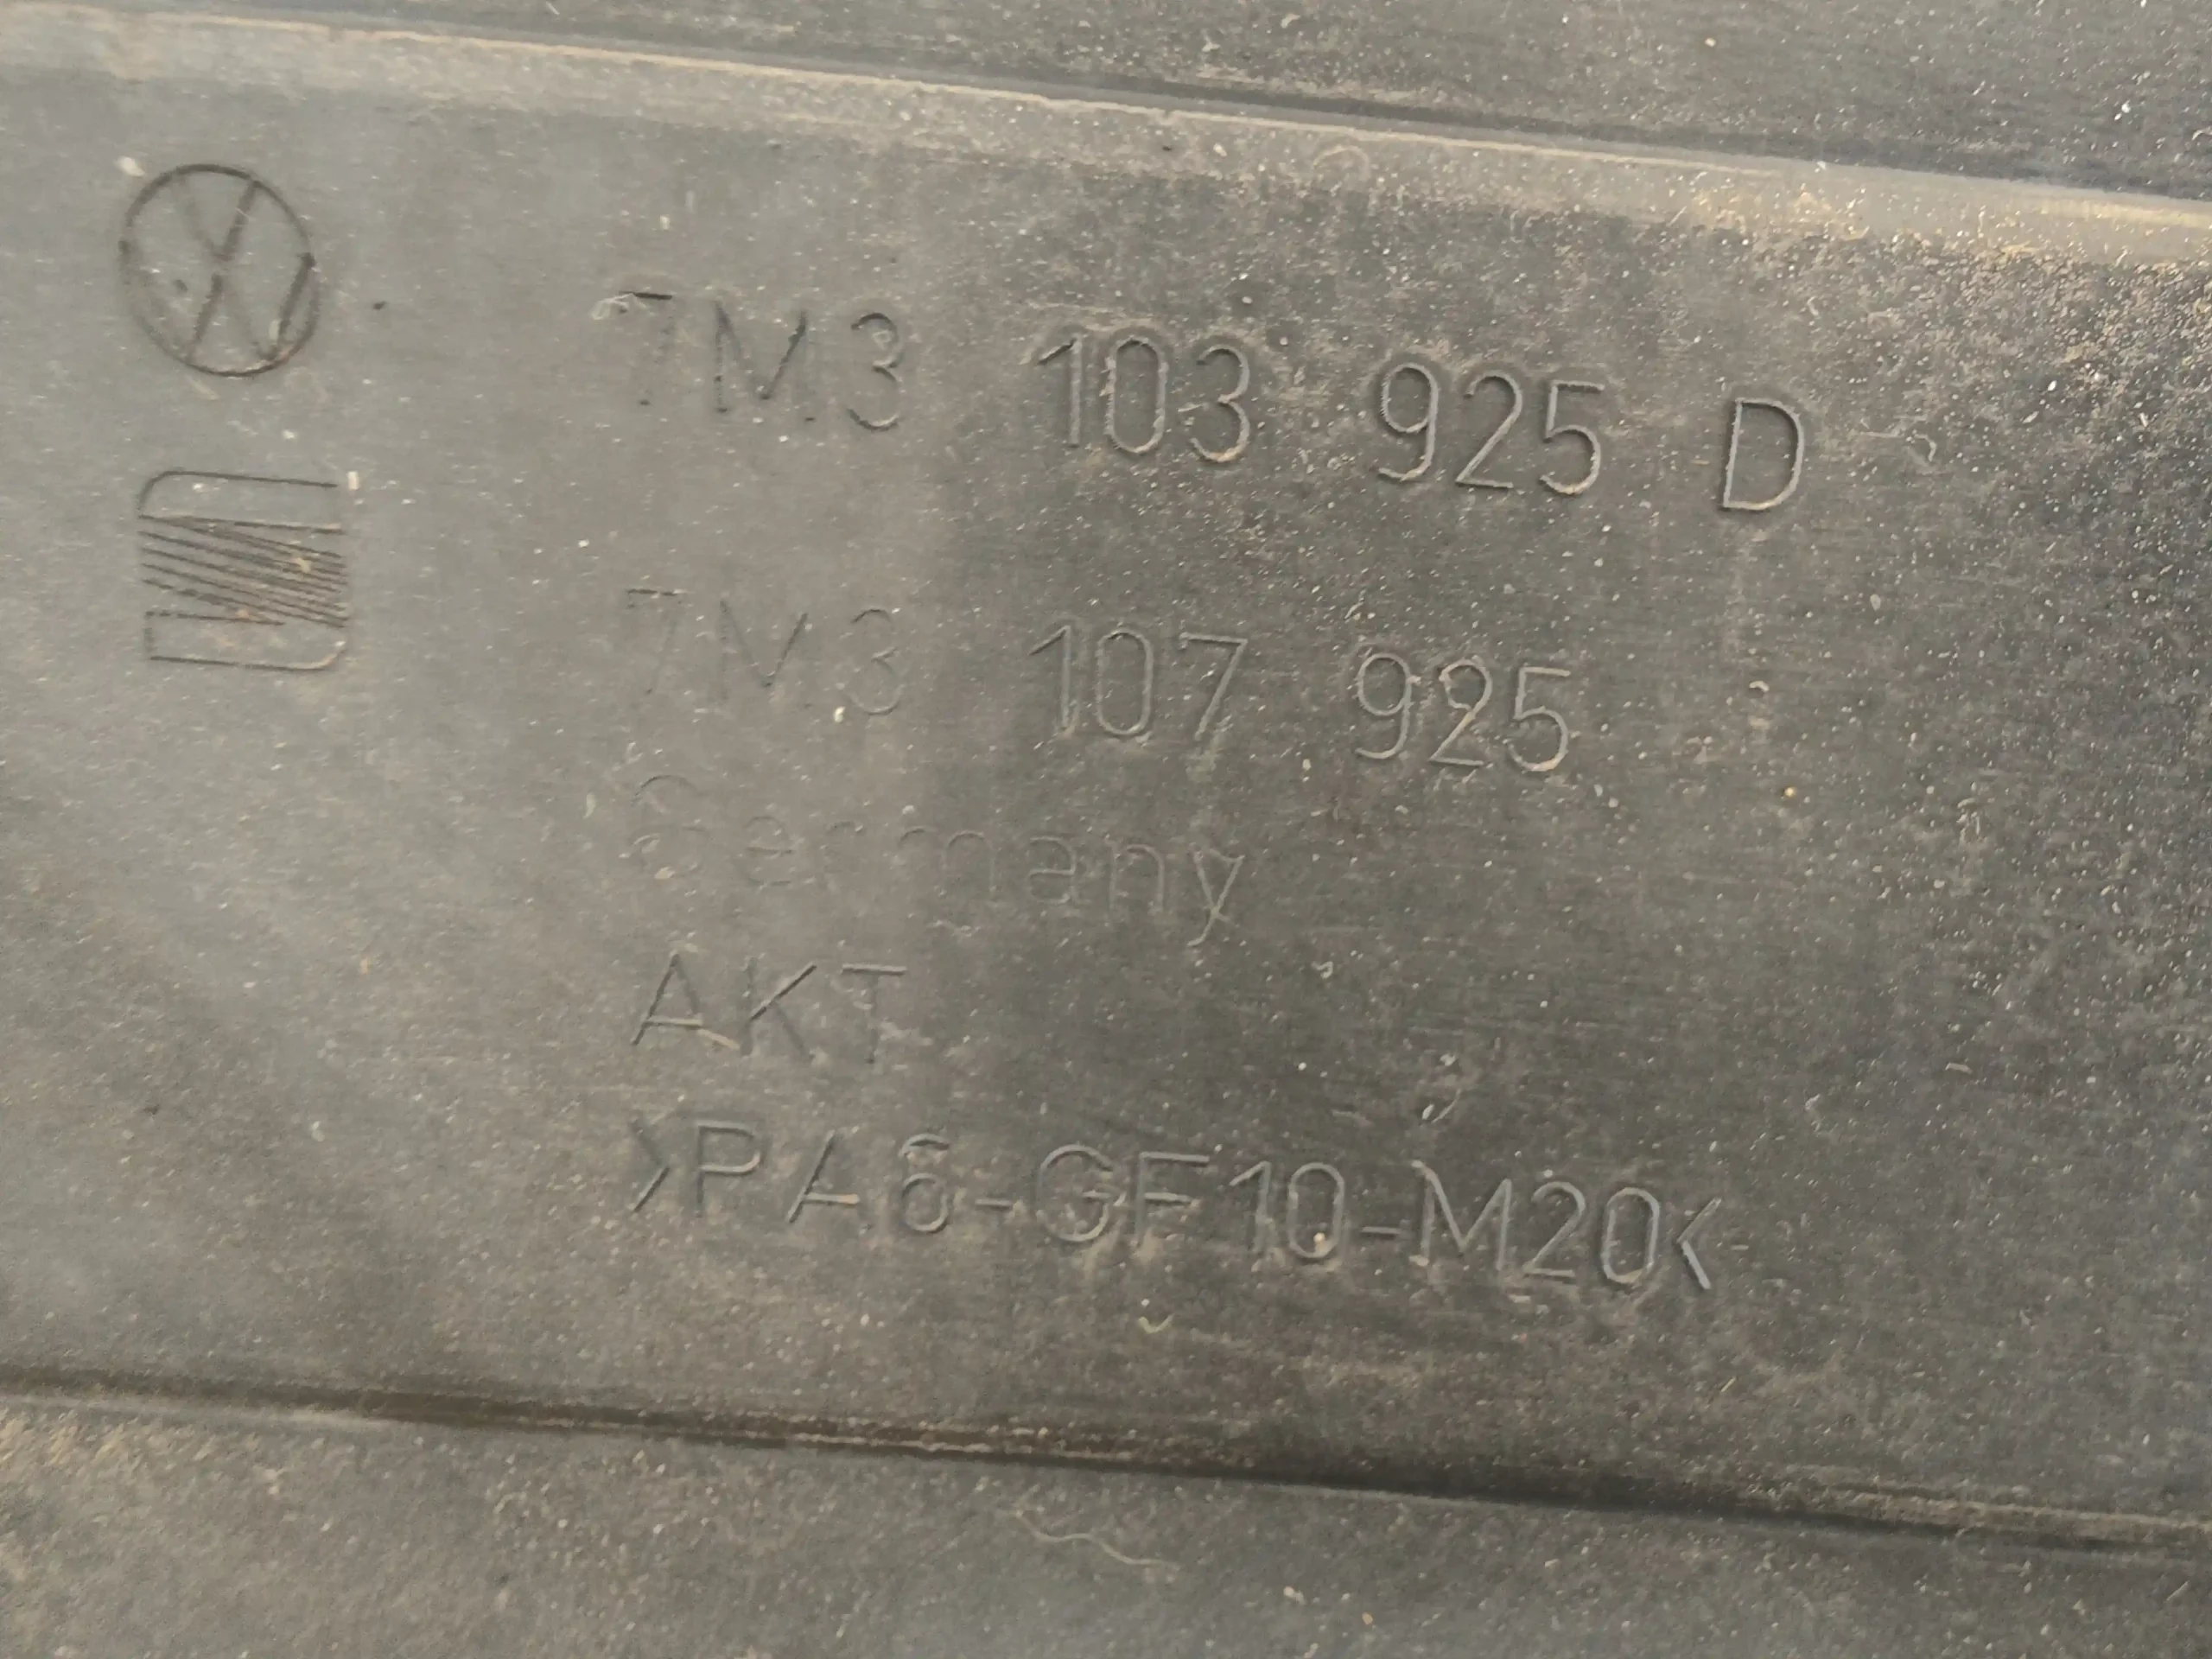 7M3 103 925 D
7M3 107 925
Germany
AKT
>PA6-GF10-M20<